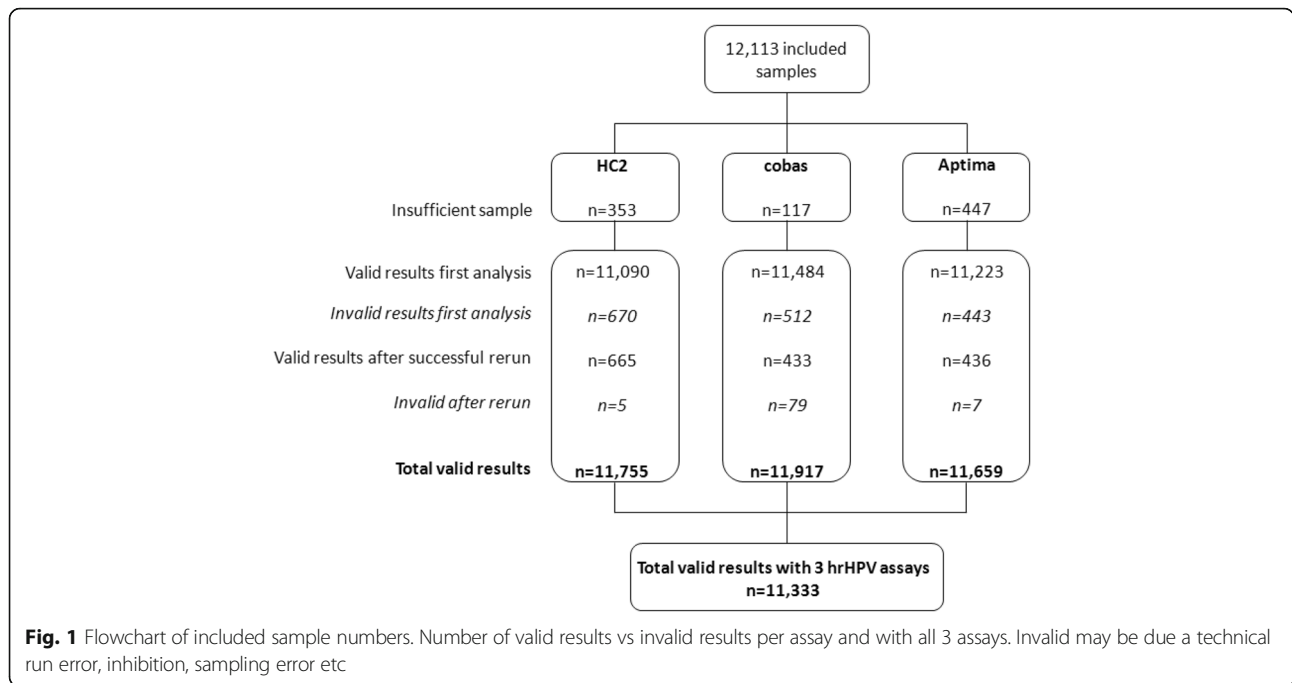 12,113 included
samples
HC2 cobas Aptima
Insufficient sample n=353 n=117 n=447
Valid results first analysis n=11,090 n=11,484 n=11,223
Invalid results first analysis n=670 n=512 n=443
Valid results after successful rerun n=665 n=433 n=436
Invalid after rerun n=5 n=79 n=7
Total valid results n=11,755 n=11,917 n=11,659
Total valid results with 3 hrHPV assays
n=11,333
Fig. 1 Flowchart of included sample numbers. Number of valid results vs invalid results per assay and with all 3 assays. Invalid may be due a technical
run error, inhibition, sampling error etc